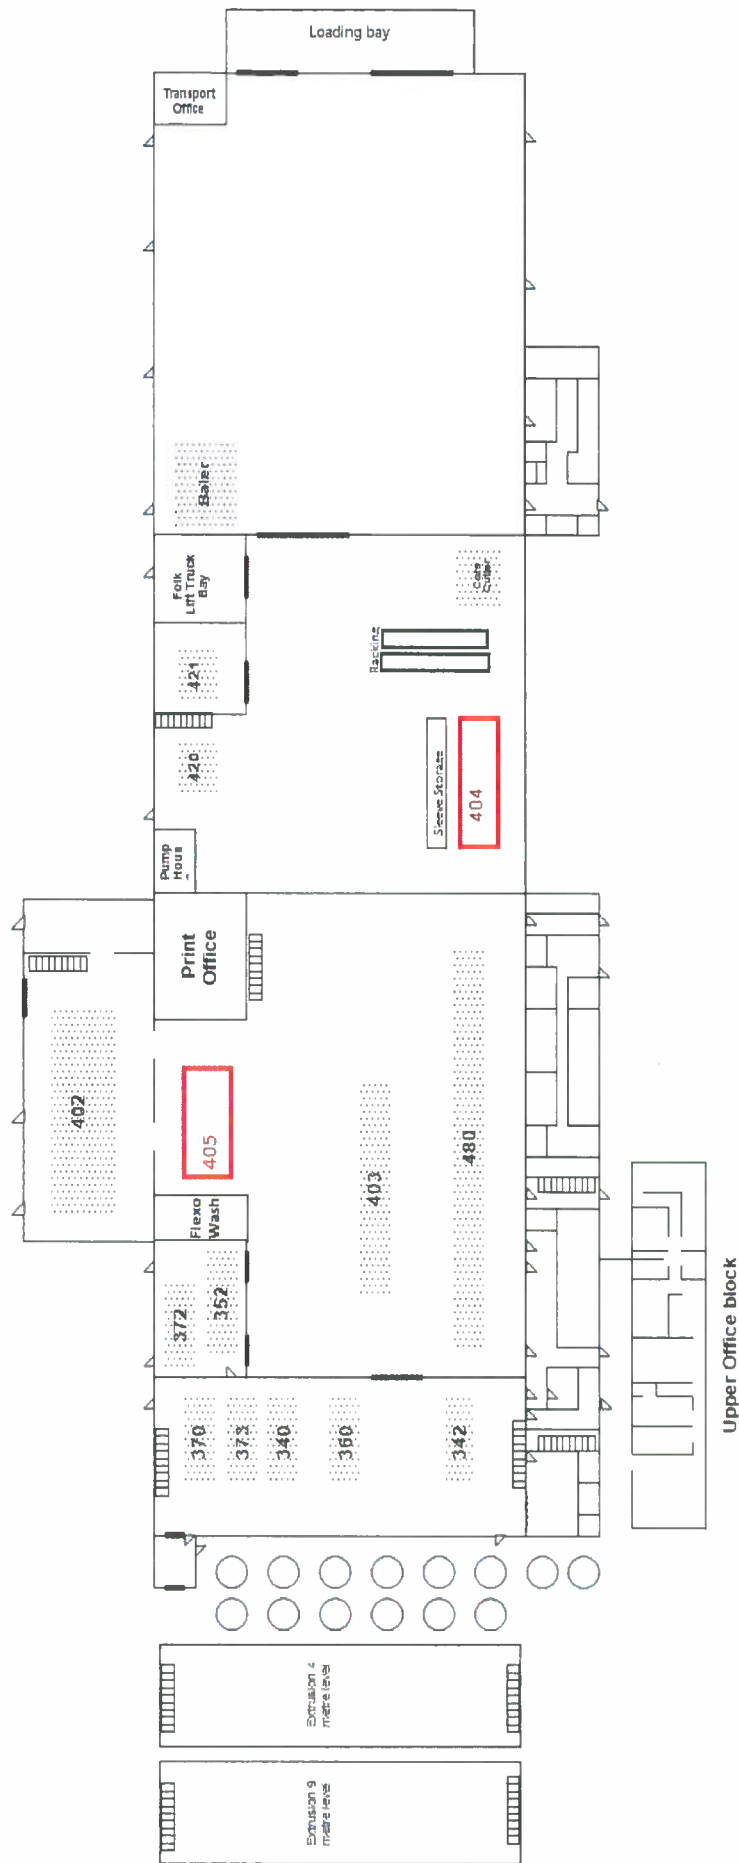 Loading bay
Transport
Office
Baler
Folk
Lift Truck
Bay
Core
Cutter
Racking
421
420
Sleeve Storage
404
Pump
Hous
Print
Office
402
405
403
480
Flexo
Wash
372
352
370
373
340
360
342
Upper Office block
Extrusion 4
metre level
Extrusion 9
metre level